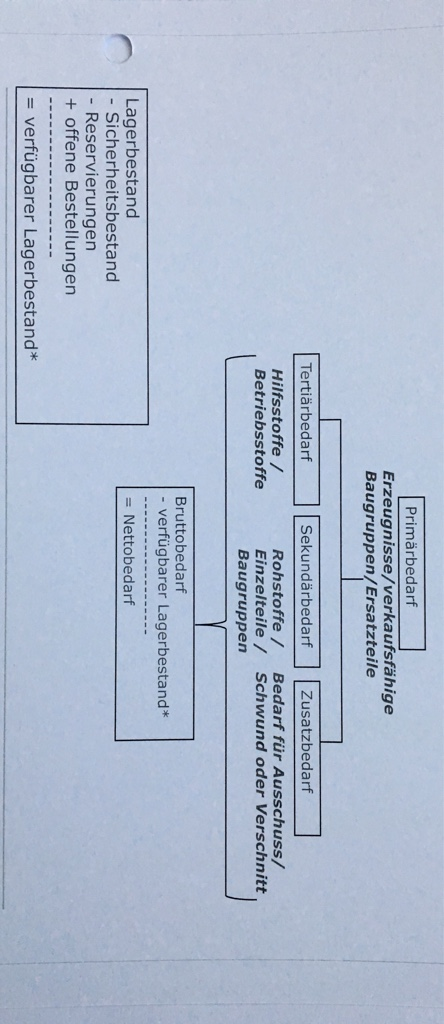 Primärbedarf
Erzeugnisse/verkaufsfähige
Baugruppen/Ersatzteile
Tertiärbedarf
Hilfsstoffe /
Betriebsstoffe
Sekundärbedarf
Rohstoffe /
Einzelteile /
Baugruppen
Zusatzbedarf
Bedarf für Ausschuss/
Schwund oder Verschnitt
Bruttobedarf
- verfügbarer Lagerbestand*
--------------------
= Nettobedarf
Lagerbestand
- Sicherheitsbestand
- Reservierungen
+ offene Bestellungen
-----------------------
= verfügbarer Lagerbestand*